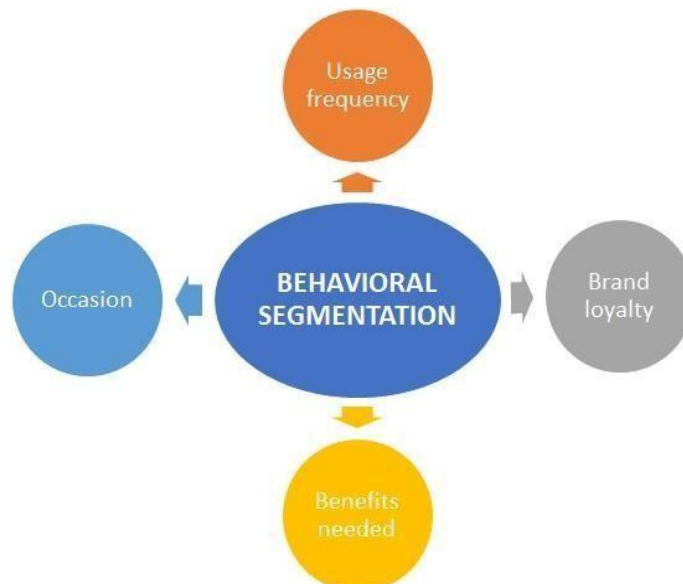 Usage
frequency
Occasion
BEHAVIORAL
SEGMENTATION
Brand
loyalty
Benefits
needed